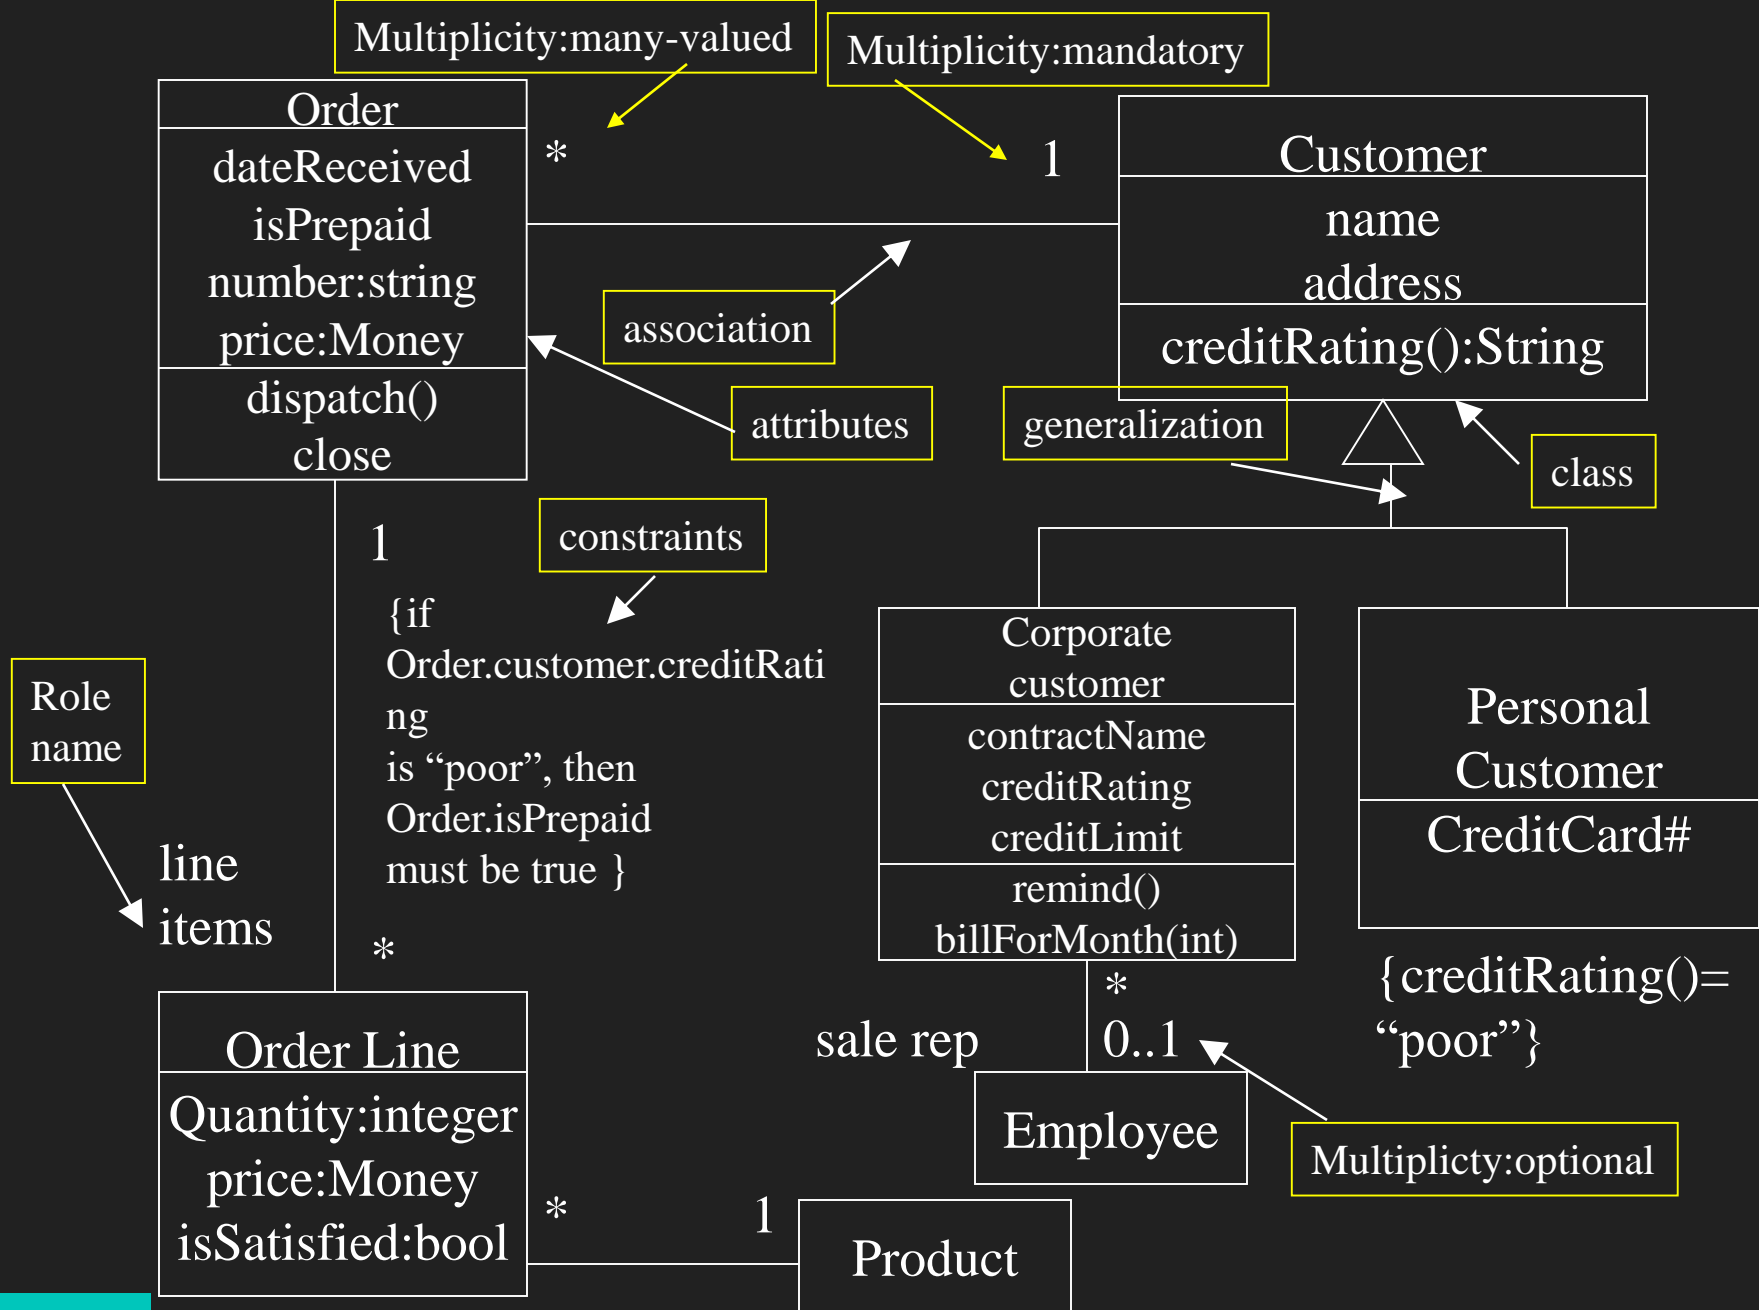 Multiplicity:many-valued
Multiplicity:mandatory
Order
dateReceived
isPrepaid
number:string
price:Money
dispatch()
close
*
1
Customer
name
address
creditRating():String
association
attributes
generalization
class
1
constraints
{if
Order.customer.creditRati
ng
is “poor”, then
Order.isPrepaid
must be true }
Role
name
line
items
*
Corporate
customer
contractName
creditRating
creditLimit
remind()
billForMonth(int)
Personal
Customer
CreditCard#
{creditRating()=
“poor”}
*
sale rep
0..1
Employee
Multiplicty:optional
Order Line
Quantity:integer
price:Money
isSatisfied:bool
*
1
Product